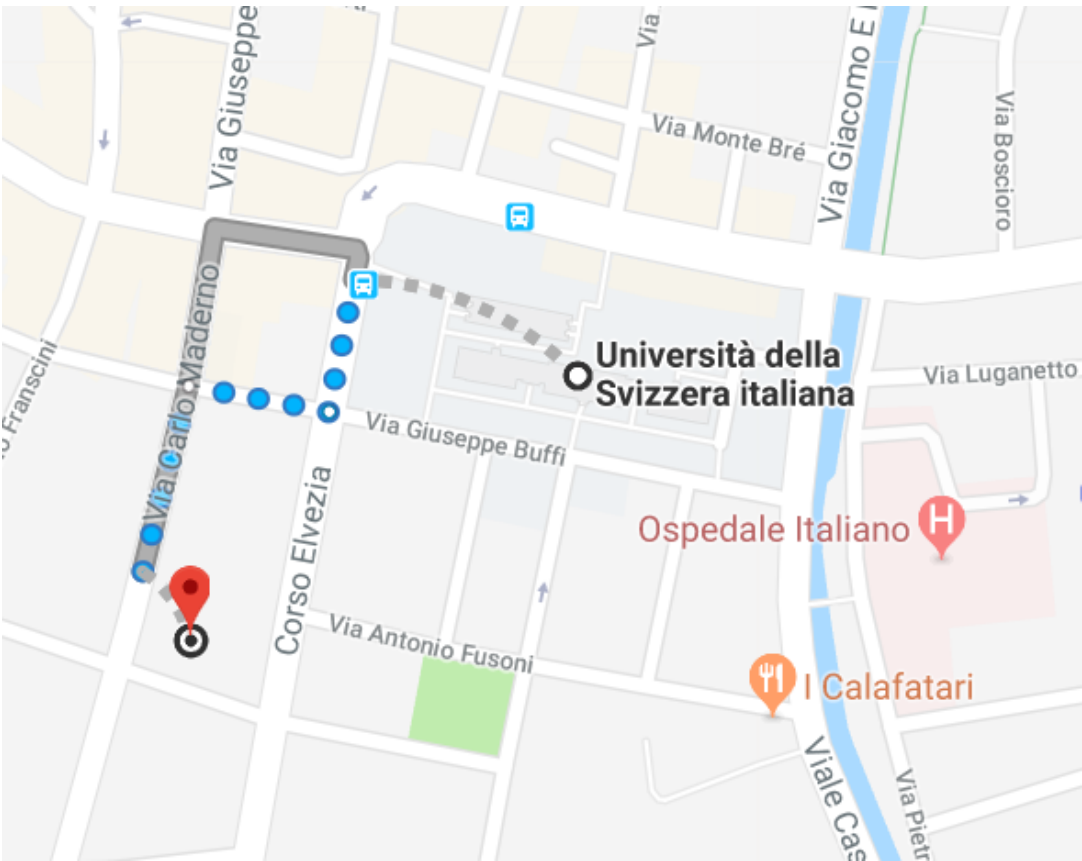 Via Giuseppe
Via
Via Giacomo E
Via Monte Bré
Via Boscioro
Via Carlo Maderno
Franscini
Università della
Svizzera italiana
Via Luganetto
Via Giuseppe Buffi
Corso Elvezia
Ospedale Italiano
H
Via Antonio Fusoni
I Calafatari
Viale Cas
Via Pietr